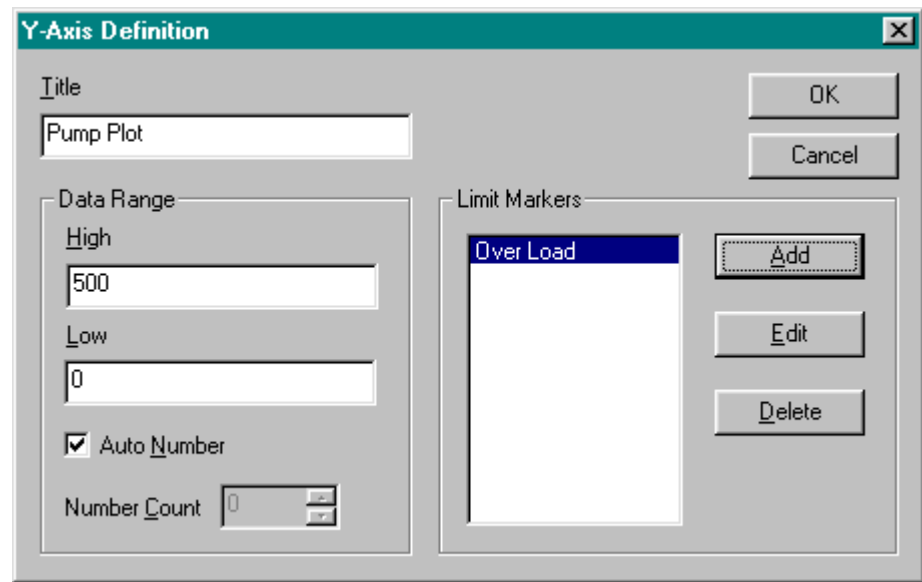 Y-Axis Definition
Title
Pump Plot
OK
Cancel
Data Range
High
500
Low
0
Auto Number
Number Count 0
Limit Markers
Over Load
Add
Edit
Delete